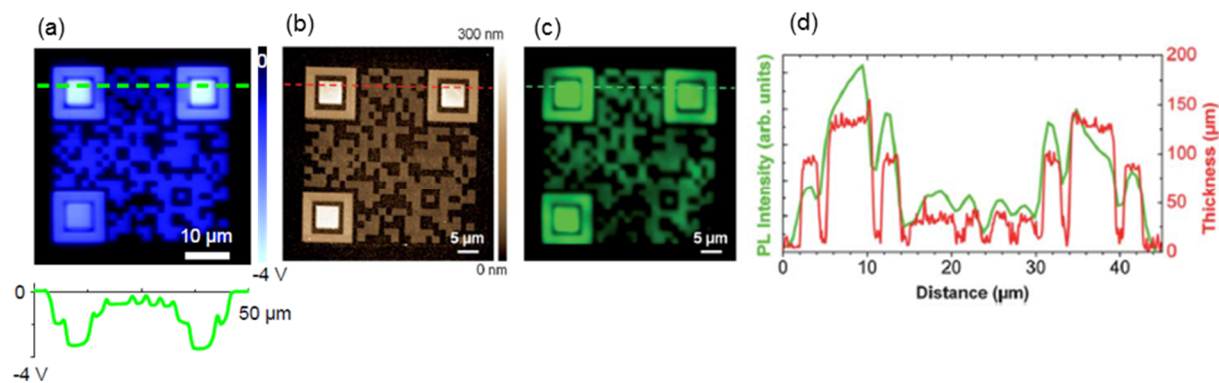 (a)
(b)
(c)
(d)
0
-4 V
10 µm
0
50 µm
-4 V
300 nm
0 nm
5 µm
5 µm
PL Intensity (arb. units)
200
150
100
50
0
Thickness (µm)
0
10
20
30
40
Distance (µm)